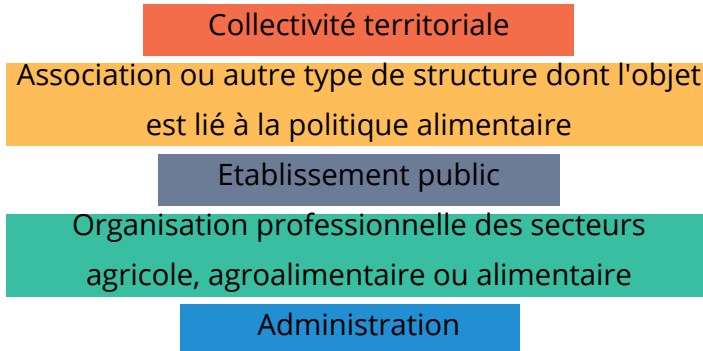 Collectivité territoriale
Association ou autre type de structure dont l'objet
est lié à la politique alimentaire
Etablissement public
Organisation professionnelle des secteurs
agricole, agroalimentaire ou alimentaire
Administration